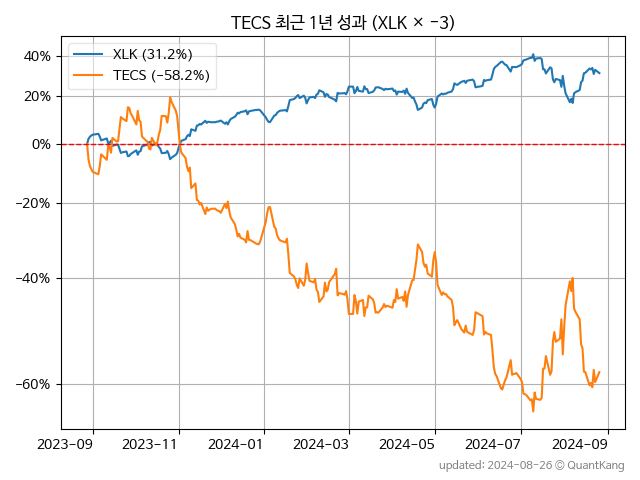 TECS 최근 1년 성과 (XLK × −3)
XLK (31.2%)
TECS (−58.2%)
40%
20%
0%
−20%
−40%
−60%
2023−09 2023−11 2024−01 2024−03 2024−05 2024−07 2024−09
updated: 2024-08-26 ⓒ QuantKang